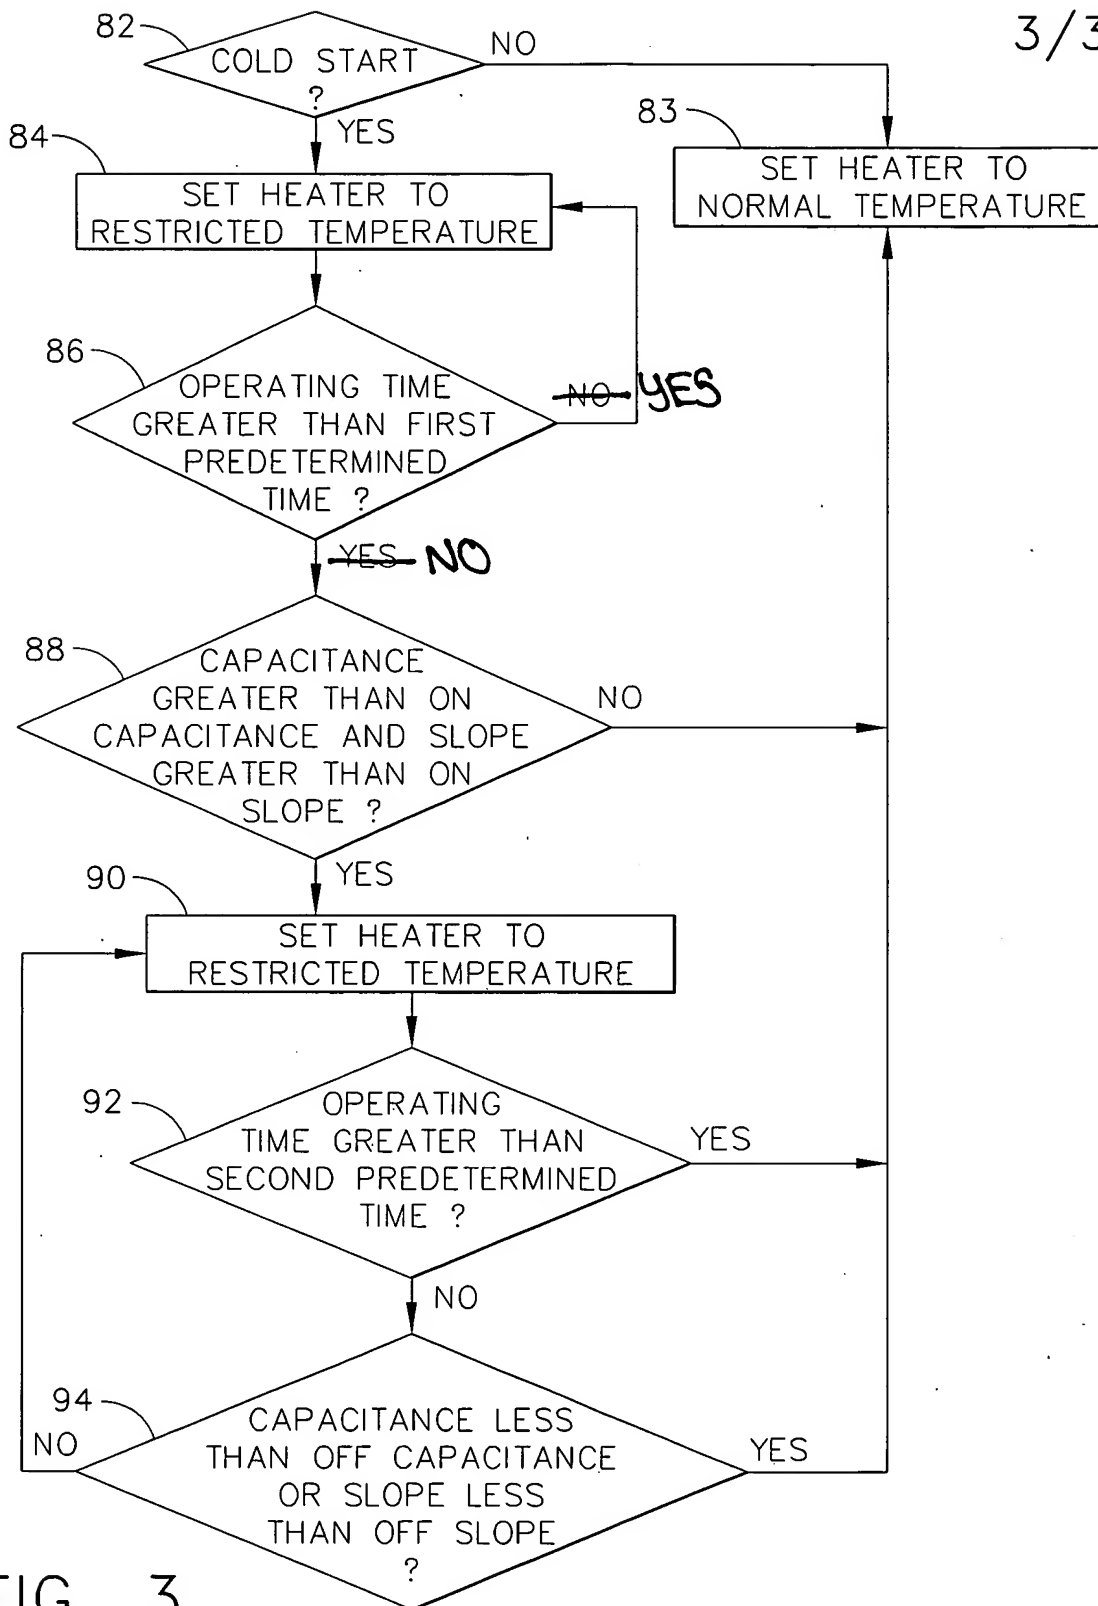 3/3
82
COLD START
?
NO
YES
83
SET HEATER TO
NORMAL TEMPERATURE
84
SET HEATER TO
RESTRICTED TEMPERATURE
86
OPERATING TIME
GREATER THAN FIRST
PREDETERMINED
TIME ?
NO YES
YES NO
88
CAPACITANCE
GREATER THAN ON
CAPACITANCE AND SLOPE
GREATER THAN ON
SLOPE ?
NO
YES
90
SET HEATER TO
RESTRICTED TEMPERATURE
92
OPERATING
TIME GREATER THAN
SECOND PREDETERMINED
TIME ?
YES
NO
94
CAPACITANCE LESS
THAN OFF CAPACITANCE
OR SLOPE LESS
THAN OFF SLOPE
?
NO
YES
FIG. 3